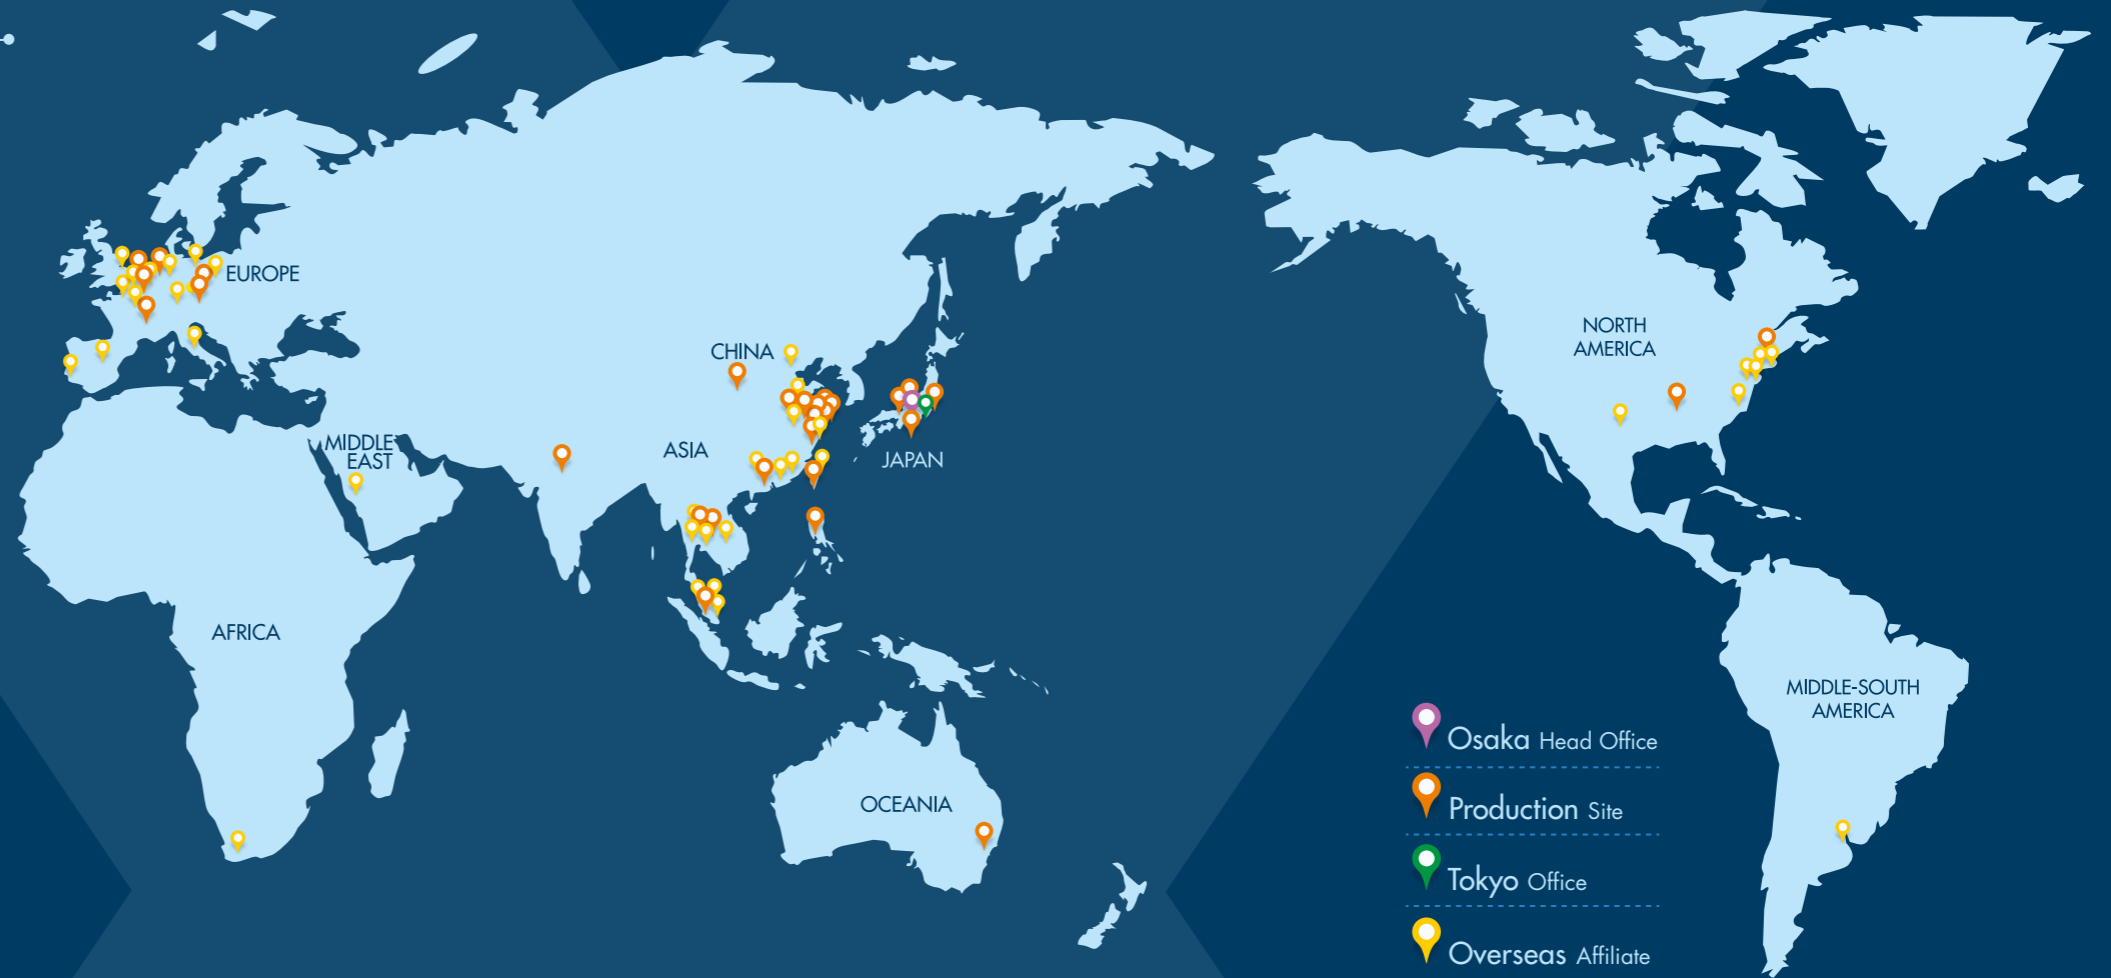 EUROPE
CHINA
NORTH
AMERICA
MIDDLE
EAST
ASIA
JAPAN
AFRICA
MIDDLE-SOUTH
AMERICA
OCEANIA
Osaka Head Office
Production Site
Tokyo Office
Overseas Affiliate